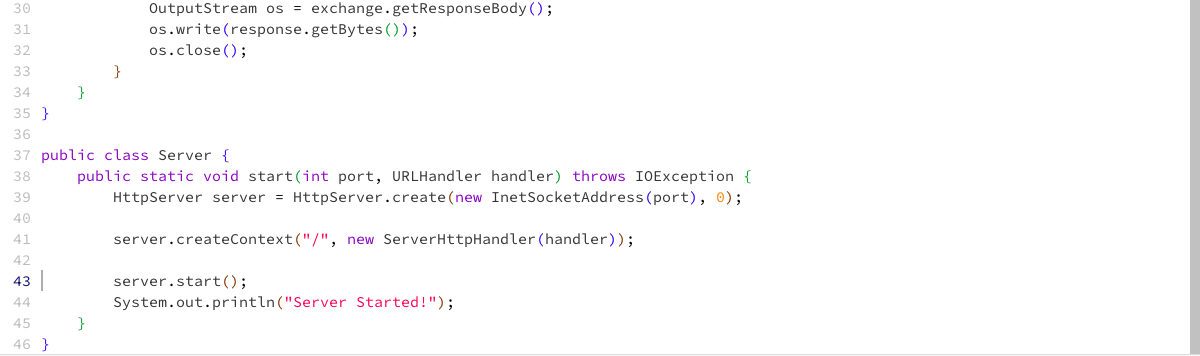 30             OutputStream os = exchange.getResponseBody();
31             os.write(response.getBytes());
32             os.close();
33         }
34     }
35 }
36
37 public class Server {
38     public static void start(int port, URLHandler handler) throws IOException {
39         HttpServer server = HttpServer.create(new InetSocketAddress(port), 0);
40
41         server.createContext("/", new ServerHttpHandler(handler));
42
43         server.start();
44         System.out.println("Server Started!");
45     }
46 }